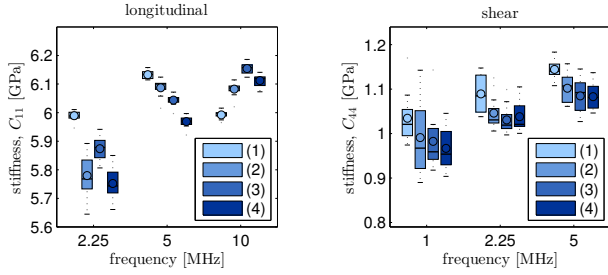 longitudinal
stiffness, C11 [GPa]
6.2
6.1
6
5.9
5.8
5.7
5.6
(1)
(2)
(3)
(4)
2.25 5 10
frequency [MHz]
shear
stiffness, C44 [GPa]
1.2
1.1
1
0.9
0.8
(1)
(2)
(3)
(4)
1 2.25 5
frequency [MHz]